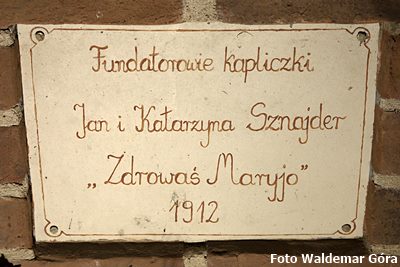 Fundatorowie kapliczki
Jan i Katarzyna Sznajder
„Zdrowaś Maryjo”
1912
Foto Waldemar Góra